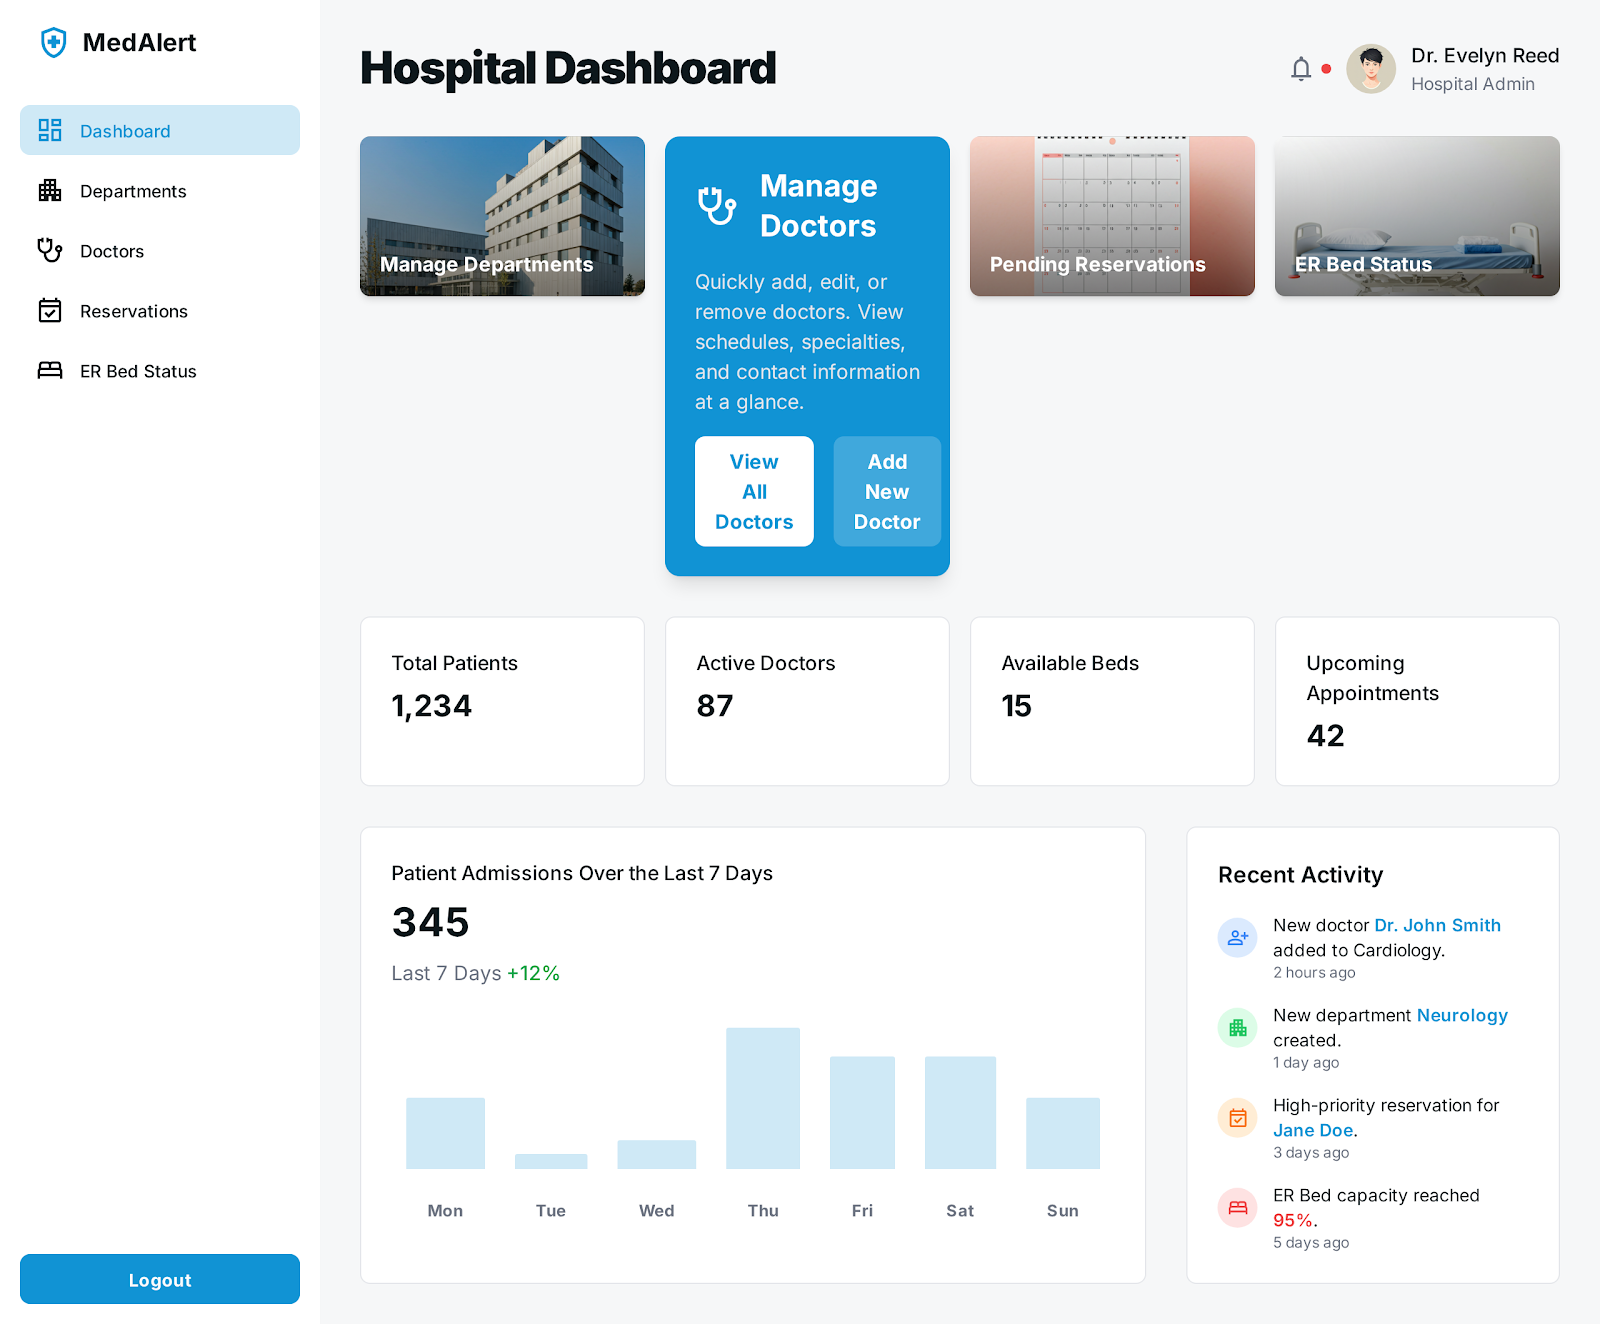 MedAlert
Dashboard
Departments
Doctors
Reservations
ER Bed Status
Logout
Hospital Dashboard
Dr. Evelyn Reed
Hospital Admin
Manage Departments
Manage
Doctors
Quickly add, edit, or
remove doctors. View
schedules, specialties,
and contact information
at a glance.
View
All
Doctors
Add
New
Doctor
Pending Reservations
ER Bed Status
Total Patients
1,234
Active Doctors
87
Available Beds
15
Upcoming
Appointments
42
Patient Admissions Over the Last 7 Days
345
Last 7 Days +12%
Mon
Tue
Wed
Thu
Fri
Sat
Sun
Recent Activity
New doctor Dr. John Smith
added to Cardiology.
2 hours ago
New department Neurology
created.
1 day ago
High-priority reservation for
Jane Doe.
3 days ago
ER Bed capacity reached
95%.
5 days ago